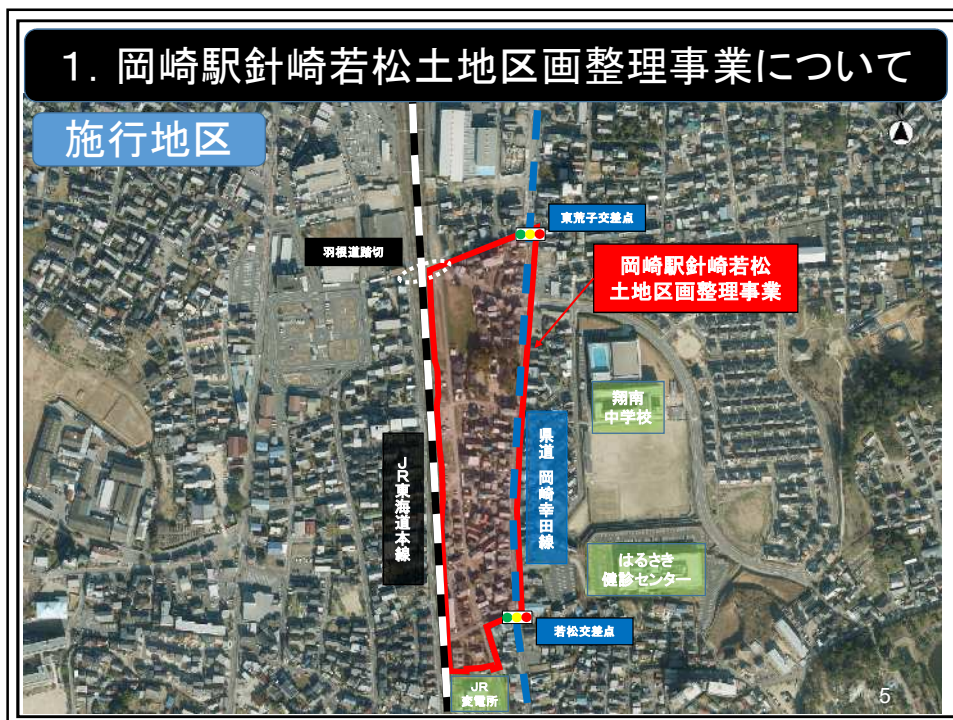 1．岡崎駅針崎若松土地区画整理事業について
施行地区
N
東荒子交差点
羽根道踏切
岡崎駅針崎若松
土地区画整理事業
翔南
中学校
県道 岡崎幸田線
JR東海道本線
はるさき
健診センター
若松交差点
JR
変電所
5